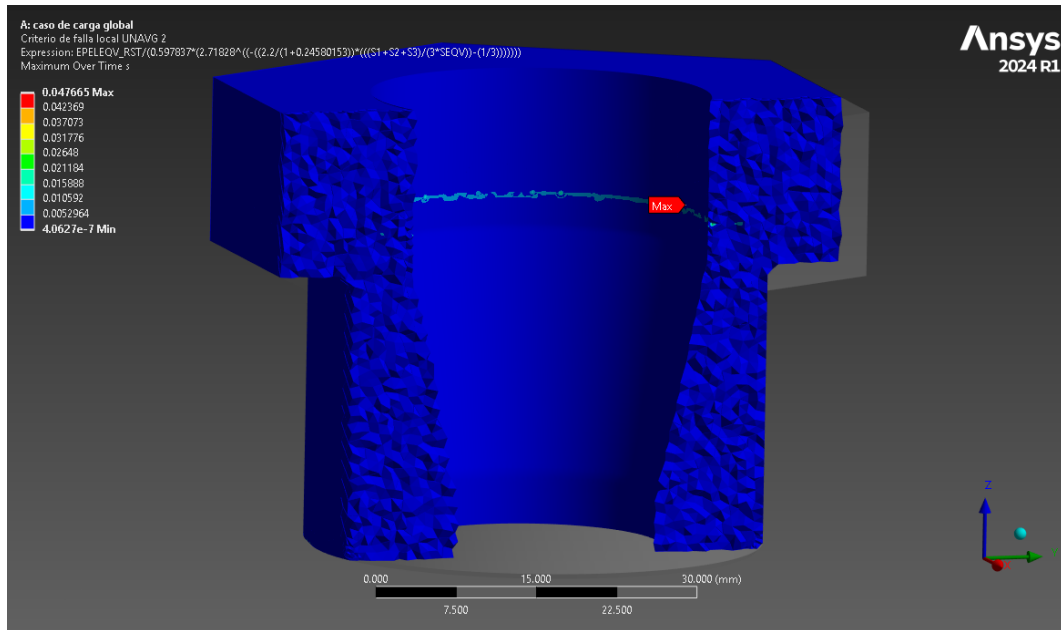 A: caso de carga global
Criterio de falla local UNAVG 2
Expression: EPELEQV_RST/(0.597837*(2.71828^((-((2.2/(1+0.24580153))*(((S1+S2+S3)/(3*SEQV))-(1/3)))))))
Maximum Over Time s
0.047665 Max
0.042369
0.037073
0.031776
0.02648
0.021184
0.015888
0.010592
0.0052964
4.0627e-7 Min
Ansys
2024 R1
Max
Z
Y
X
0.000
15.000
30.000 (mm)
7.500
22.500